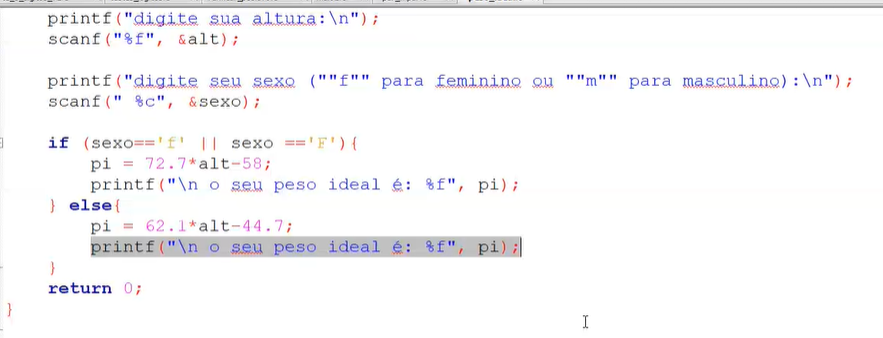 printf("digite sua altura:\n");
scanf("%f", &alt);
printf("digite seu sexo (""f"" para feminino ou ""m"" para masculino):\n");
scanf(" %c", &sexo);
if (sexo=='f' || sexo =='F'){
pi = 72.7*alt-58;
printf("\n o seu peso ideal é: %f", pi);
} else{
pi = 62.1*alt-44.7;
printf("\n o seu peso ideal é: %f", pi);
}
return 0;
}